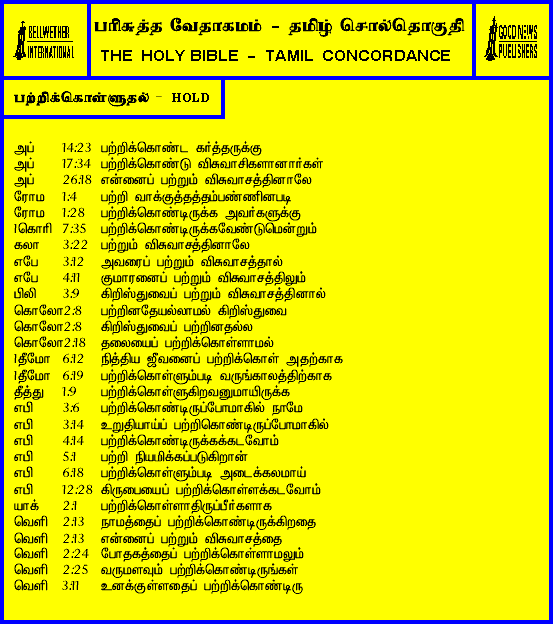 BELLWETHER INTERNATIONAL
பரிசுத்த வேதாகமம் - தமிழ் சொல்தொகுதி
THE HOLY BIBLE - TAMIL CONCORDANCE
GOOD NEWS PUBLISHERS
பற்றிக்கொள்ளுதல் - HOLD
அப் 14:23 பற்றிக்கொண்ட கர்த்தருக்கு
அப் 17:34 பற்றிக்கொண்டு விசுவாசிகளானார்கள்
அப் 26:18 என்னைப் பற்றும் விசுவாசத்தினாலே
ரோம 1:4 பற்றி வாக்குத்தத்தம்பண்ணினபடி
ரோம 1:28 பற்றிக்கொண்டிருக்க அவர்களுக்கு
1கொரி 7:35 பற்றிக்கொண்டிருக்கவேண்டுமென்றும்
கலா 3:22 பற்றும் விசுவாசத்தினாலே
எபே 3:12 அவரைப் பற்றும் விசுவாசத்தால்
எபே 4:11 குமாரனைப் பற்றும் விசுவாசத்திலும்
பிலி 3:9 கிறிஸ்துவைப் பற்றும் விசுவாசத்தினால்
கொலோ2:8 பற்றினதேயல்லாமல் கிறிஸ்துவை
கொலோ2:8 கிறிஸ்துவைப் பற்றினதல்ல
கொலோ2:18 தலையைப் பற்றிக்கொள்ளாமல்
1தீமோ 6:12 நித்திய ஜீவனைப் பற்றிக்கொள் அதற்காக
1தீமோ 6:19 பற்றிக்கொள்ளும்படி வருங்காலத்திற்காக
தீத்து 1:9 பற்றிக்கொள்ளுகிறவனுமாயிருக்க
எபி 3:6 பற்றிக்கொண்டிருப்போமாகில் நாமே
எபி 3:14 உறுதியாய்ப் பற்றிகொண்டிருப்போமாகில்
எபி 4:14 பற்றிக்கொண்டிருக்கக்கடவோம்
எபி 5:1 பற்றி நியமிக்கப்படுகிறான்
எபி 6:18 பற்றிக்கொள்ளும்படி அடைக்கலமாய்
எபி 12:28 கிருபையைப் பற்றிக்கொள்ளக்கடவோம்
யாக் 2:1 பற்றிக்கொள்ளாதிருப்பீர்களாக
வெளி 2:13 நாமத்தைப் பற்றிக்கொண்டிருக்கிறதை
வெளி 2:13 என்னைப் பற்றும் விசுவாசத்தை
வெளி 2:24 போதகத்தைப் பற்றிக்கொள்ளாமலும்
வெளி 2:25 வருமளவும் பற்றிக்கொண்டிருங்கள்
வெளி 3:11 உனக்குள்ளதைப் பற்றிக்கொண்டிரு